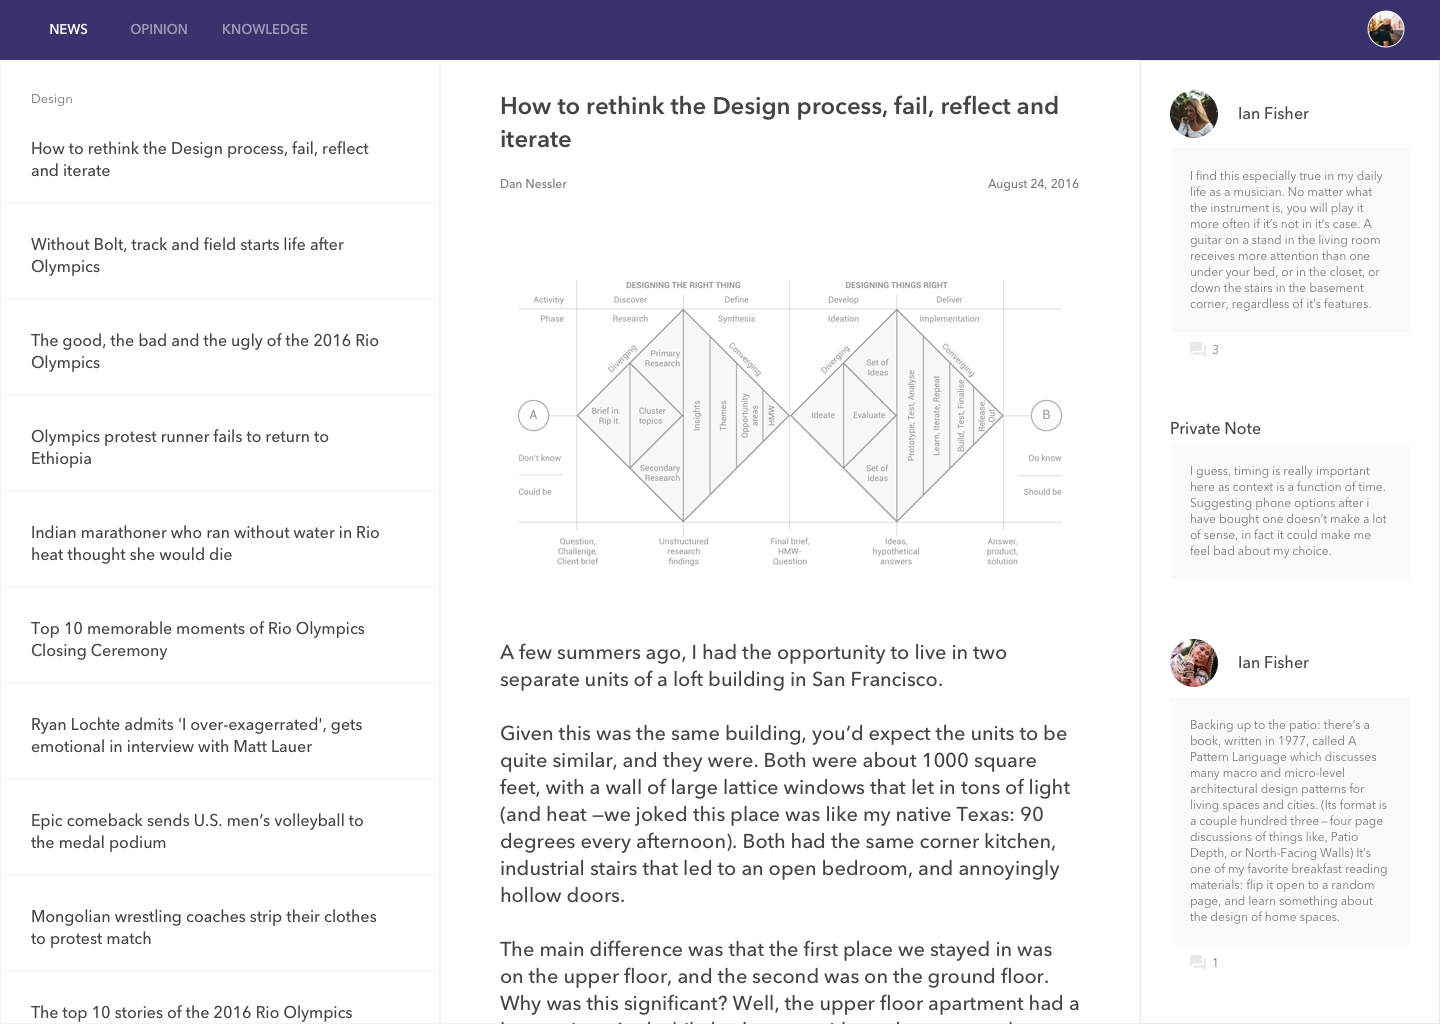 NEWS OPINION KNOWLEDGE
Design
How to rethink the Design process, fail, reflect
and iterate
Without Bolt, track and field starts life after
Olympics
The good, the bad and the ugly of the 2016 Rio
Olympics
Olympics protest runner fails to return to
Ethiopia
Indian marathoner who ran without water in Rio
heat thought she would die
Top 10 memorable moments of Rio Olympics
Closing Ceremony
Ryan Lochte admits 'I over-exagerrated', gets
emotional in interview with Matt Lauer
Epic comeback sends U.S. men’s volleyball to
the medal podium
Mongolian wrestling coaches strip their clothes
to protest match
The top 10 stories of the 2016 Rio Olympics
How to rethink the Design process, fail, reflect and
iterate
Dan Nessler August 24, 2016
DESIGNING THE RIGHT THING DESIGNING THINGS RIGHT
Activitiy Discover Define Develop Deliver
Phase Research Synthesis Ideation Implementation
Diverging
Primary
Research
Converging
Diverging
Set of
Ideas
Converging
A
Brief in:
Rip it.
Cluster
topics
Insights
Themes
Opportunity
areas
HMW
Ideate
Evaluate
Prototype, Test, Analyse
Learn, Iterate, Repeat
Build, Test, Finalise
Release,
Out
B
Don't know
Secondary
Research
Set of
ideas
Do know
Could be
Should be
Question,
Challenge,
Client brief
Unstructured
research
findings
Final brief,
HMW-
Question
Ideas,
hypothetical
answers
Answer,
product,
solution
A few summers ago, I had the opportunity to live in two
separate units of a loft building in San Francisco.
Given this was the same building, you’d expect the units to be
quite similar, and they were. Both were about 1000 square
feet, with a wall of large lattice windows that let in tons of light
(and heat —we joked this place was like my native Texas: 90
degrees every afternoon). Both had the same corner kitchen,
industrial stairs that led to an open bedroom, and annoyingly
hollow doors.
The main difference was that the first place we stayed in was
on the upper floor, and the second was on the ground floor.
Why was this significant? Well, the upper floor apartment had a
Ian Fisher
I find this especially true in my daily
life as a musician. No matter what
the instrument is, you will play it
more often if it’s not in it’s case. A
guitar on a stand in the living room
receives more attention than one
under your bed, or in the closet, or
down the stairs in the basement
corner, regardless of it’s features.
3
Private Note
I guess, timing is really important
here as context is a function of time.
Suggesting phone options after i
have bought one doesn’t make a lot
of sense, in fact it could make me
feel bad about my choice.
Ian Fisher
Backing up to the patio: there’s a
book, written in 1977, called A
Pattern Language which discusses
many macro and micro-level
architectural design patterns for
living spaces and cities. (Its format is
a couple hundred three – four page
discussions of things like, Patio
Depth, or North-Facing Walls) It’s
one of my favorite breakfast reading
materials: flip it open to a random
page, and learn something about
the design of home spaces.
1